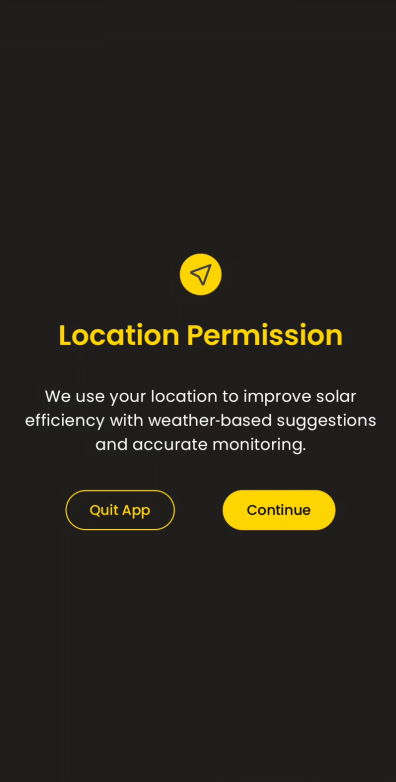 Location Permission
We use your location to improve solar
efficiency with weather-based suggestions
and accurate monitoring.
Quit App
Continue